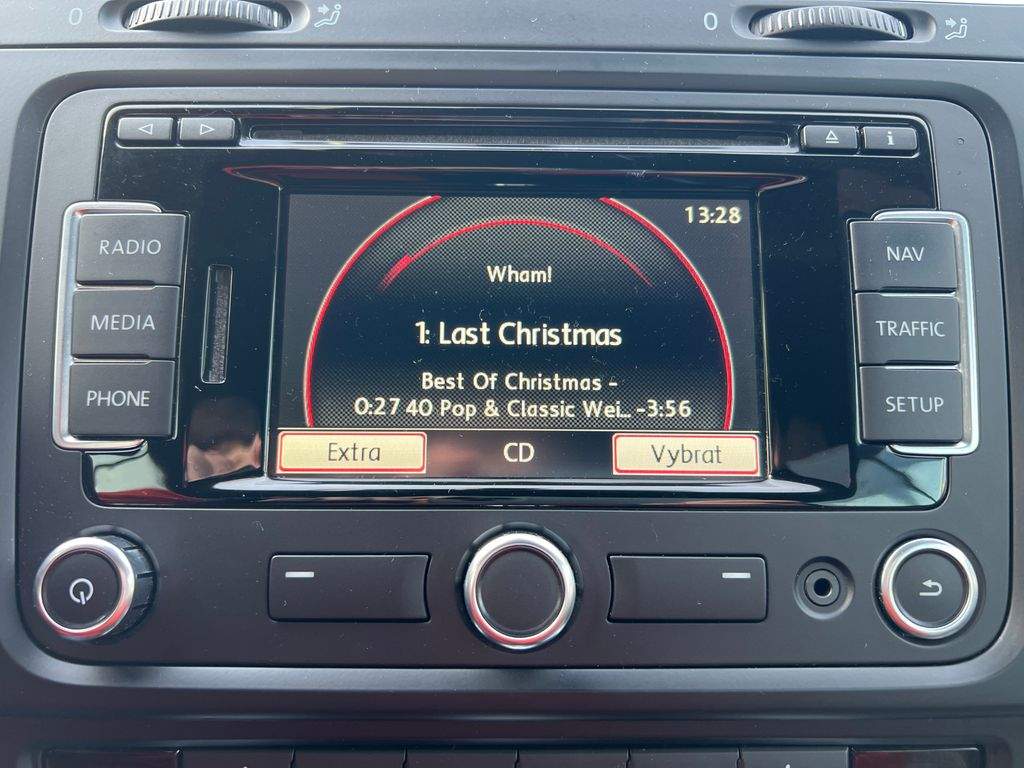 0
0
i
RADIO
MEDIA
PHONE
13:28
Wham!
1: Last Christmas
Best Of Christmas -
0:27 40 Pop & Classic Wei... -3:56
Extra
CD
Vybrat
NAV
TRAFFIC
SETUP